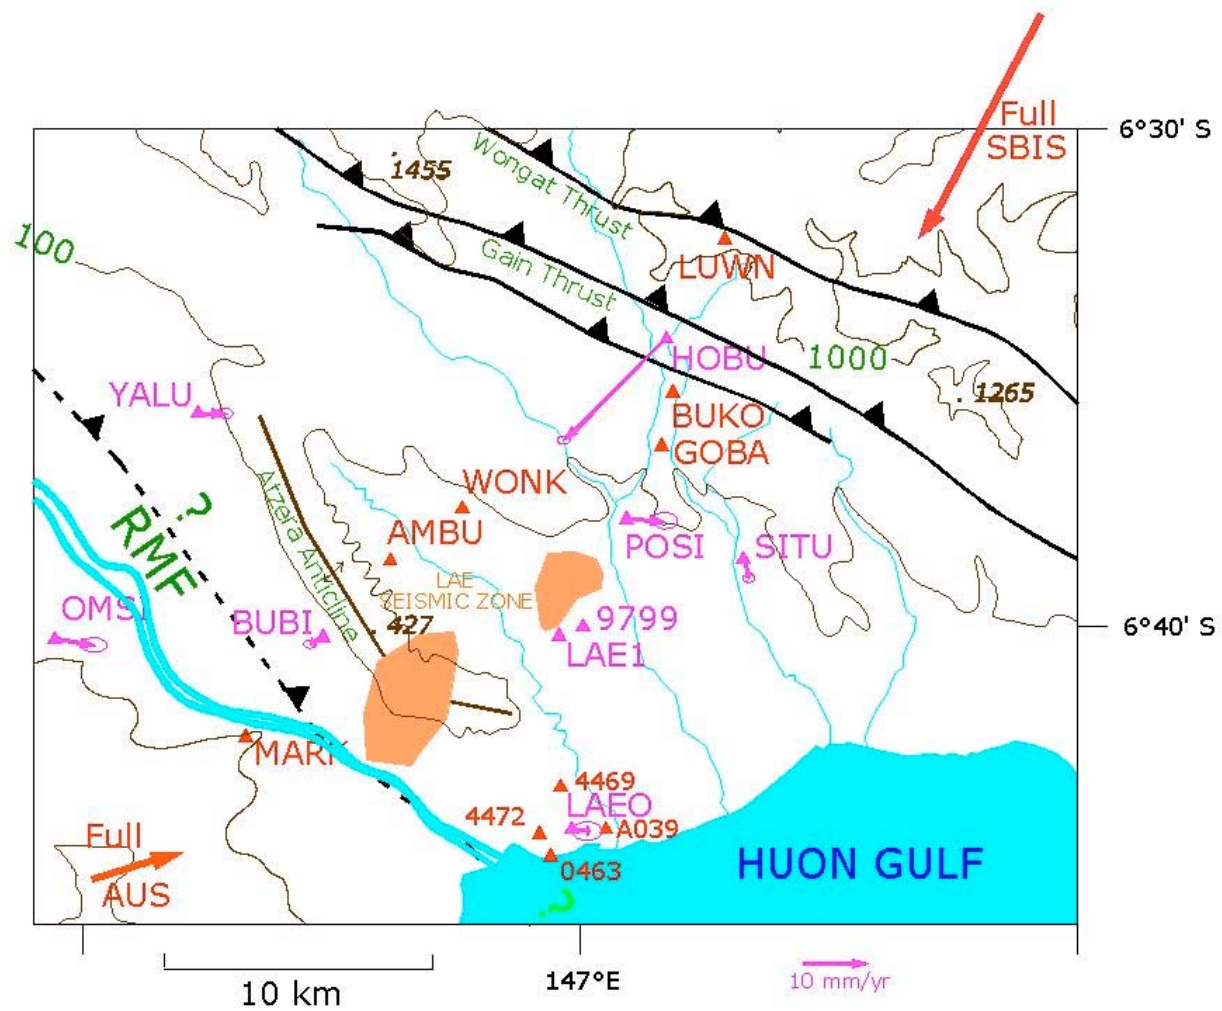 Full
SBIS
6°30' S
1455
Wongat Thrust
100
Gain Thrust
LUWN
HOBU
1000
YALU
. 1265
BUKO
GOBA
WONK
?
RMF
Atzera Anticline
AMBU
POSI
SITU
LAE
SEISMIC ZONE
OMSI
BUBI
. 427
9799
6°40' S
LAE1
MARK
4469
4472
LAEO
A039
Full
HUON GULF
0463
AUS
?
10 km
147°E
10 mm/yr